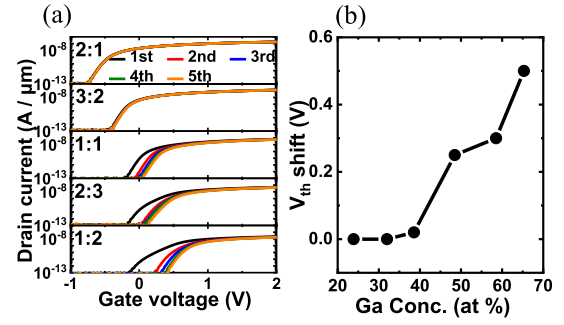 (a)
2:1
1st 2nd 3rd
4th 5th
3:2
1:1
2:3
1:2
10-8
10-13
10-8
10-13
10-8
10-13
10-8
10-13
10-8
10-13
Drain current (A / μm)
-1 0 1 2
Gate voltage (V)
(b)
0.6
0.4
0.2
0.0
Vth shift (V)
20 30 40 50 60 70
Ga Conc. (at %)